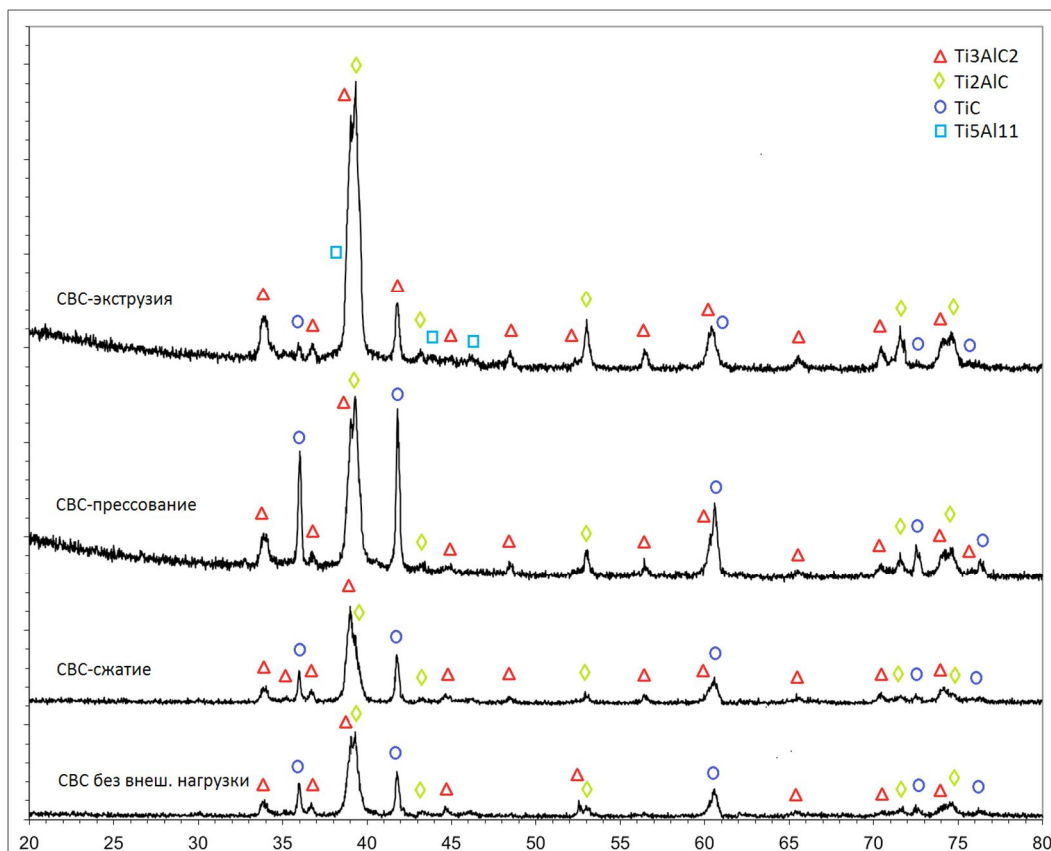 Ti3AlC2
Ti2AlC
TiC
Ti5Al11
СВС-экструзия
СВС-прессование
СВС-сжатие
СВС без внеш. нагрузки
20 25 30 35 40 45 50 55 60 65 70 75 80